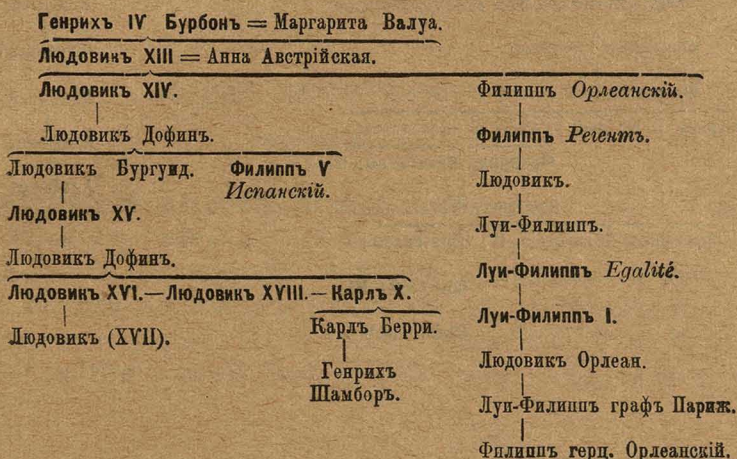 Генрихъ IV Бурбонъ = Маргарита Валуа.
Людовикъ XIII = Анна Австрійская.
Людовикъ XIV.
Людовикъ Дофинъ.
Людовикъ Бургунд. Филиппъ V
Испанскій.
Людовикъ XV.
Людовикъ Дофинъ.
Людовикъ XVI.—Людовикъ XVIII.—Карлъ X.
Людовикъ (XVII).
Карлъ Берри.
Генрихъ
Шамборъ.
Филиппъ Орлеанскій.
Филиппъ Регентъ.
Людовикъ.
Луи-Филиппъ.
Луи-Филиппъ Egalité.
Луи-Филиппъ I.
Людовикъ Орлеан.
Луи-Филиппъ графъ Париж.
Филиппъ герц. Орлеанскій.